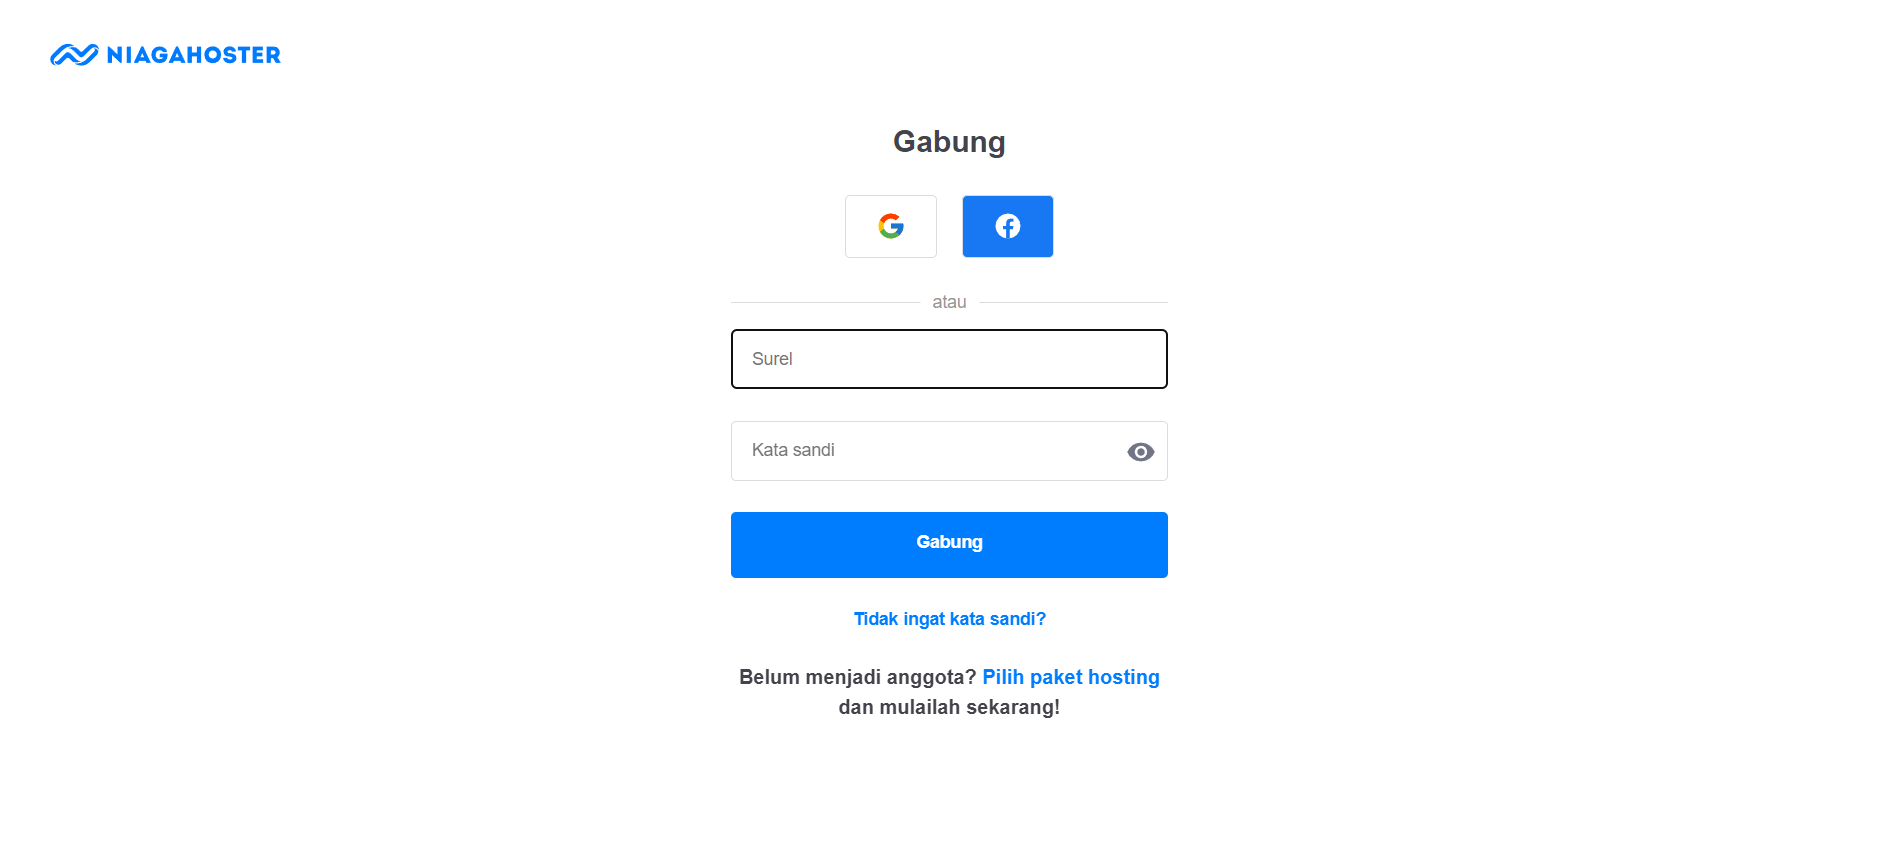 NIAGAHOSTER
Gabung
atau
Surel
Kata sandi
Gabung
Tidak ingat kata sandi?
Belum menjadi anggota? Pilih paket hosting
dan mulailah sekarang!